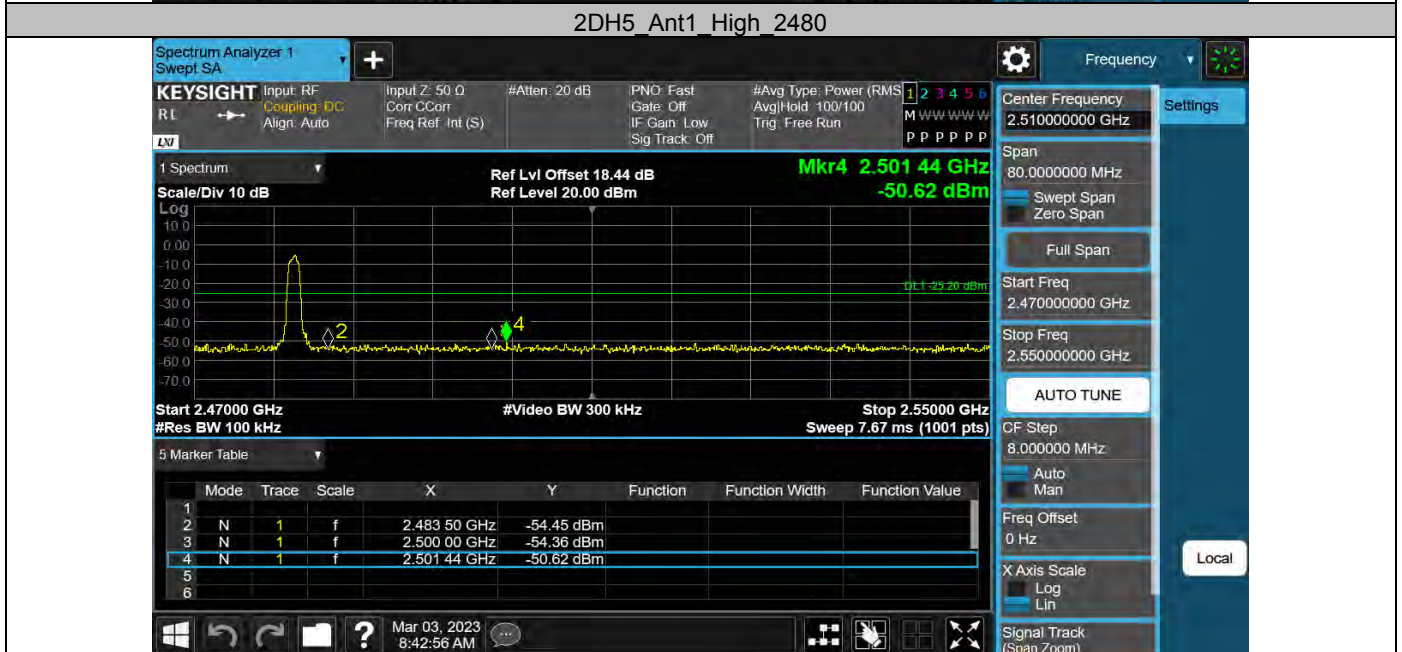 2DH5_Ant1_High_2480
Spectrum Analyzer 1
Swept SA
+
Frequency
KEYSIGHT
RL
LXI
Input: RF
Coupling: DC
Align: Auto
Input Z: 50 Ω
Corr CCorr
Freq Ref: Int (S)
#Atten: 20 dB
PNO: Fast
Gate: Off
IF Gain: Low
Sig Track: Off
#Avg Type: Power (RMS
Avg|Hold: 100/100
Trig: Free Run
1 2 3 4 5 6
M W W W W W
P P P P P P
1 Spectrum
Scale/Div 10 dB
Ref Lvl Offset 18.44 dB
Ref Level 20.00 dBm
Mkr4 2.501 44 GHz
-50.62 dBm
Log
10.0
0.00
-10.0
-20.0
-30.0
-40.0
-50.0
-60.0
-70.0
DL1 -25.20 dBm
2
4
Start 2.47000 GHz
#Res BW 100 kHz
#Video BW 300 kHz
Stop 2.55000 GHz
Sweep 7.67 ms (1001 pts)
5 Marker Table
Mode Trace Scale X Y Function Function Width Function Value
1
2 N 1 f 2.483 50 GHz -54.45 dBm
3 N 1 f 2.500 00 GHz -54.36 dBm
4 N 1 f 2.501 44 GHz -50.62 dBm
5
6
?
Mar 03, 2023
8:42:56 AM
Center Frequency
2.510000000 GHz
Settings
Span
80.0000000 MHz
Swept Span
Zero Span
Full Span
Start Freq
2.470000000 GHz
Stop Freq
2.550000000 GHz
AUTO TUNE
CF Step
8.000000 MHz
Auto
Man
Freq Offset
0 Hz
X Axis Scale
Log
Lin
Local
Signal Track
(Span Zoom)